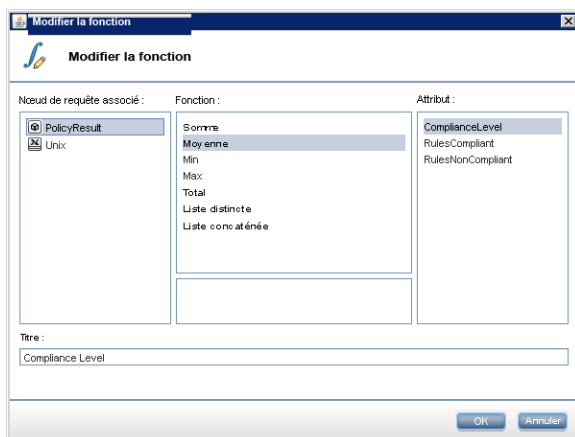 Modifier la fonction
Modifier la fonction
Nœud de requête associé :
PolicyResult
Unix
Fonction :
Somme
Moyenne
Min
Max
Total
Liste distincte
Liste concaténée
Attribut :
ComplianceLevel
RulesCompliant
RulesNonCompliant
Titre :
Compliance Level
OK
Annuler